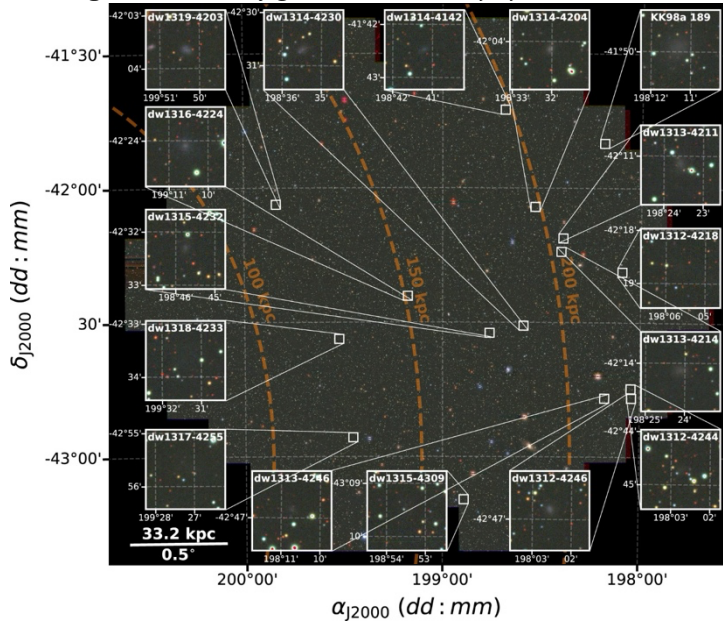 dw1319-4203
-42°03'
04'
199°51' 50'
dw1314-4230
-42°30'
31'
198°36' 35'
dw1314-4142
-41°42'
43'
198°42' 41'
dw1314-4204
-42°04'
198°33' 32'
KK98a 189
-41°50'
198°12' 11'
dw1316-4224
-42°24'
199°11' 10'
dw1313-4211
-42°11'
198°24' 23'
dw1315-4232
-42°32'
33'
198°46' 45'
dw1312-4218
-42°18'
19'
198°06' 05'
dw1318-4233
-42°33'
34'
199°32' 31'
dw1313-4214
-42°14'
198°25' 24'
dw1317-4255
-42°55'
56'
199°28' 27'
dw1312-4244
-42°44'
45'
198°03' 02'
dw1313-4246
-42°47'
198°11' 10'
dw1315-4309
-43°09'
10'
198°54' 53'
dw1312-4246
-42°47'
198°03' 02'
100 kpc
150 kpc
200 kpc
33.2 kpc
0.5°
-41°30'
-42°00'
30'
-43°00'
δJ2000 (dd : mm)
200°00' 199°00' 198°00'
αJ2000 (dd : mm)